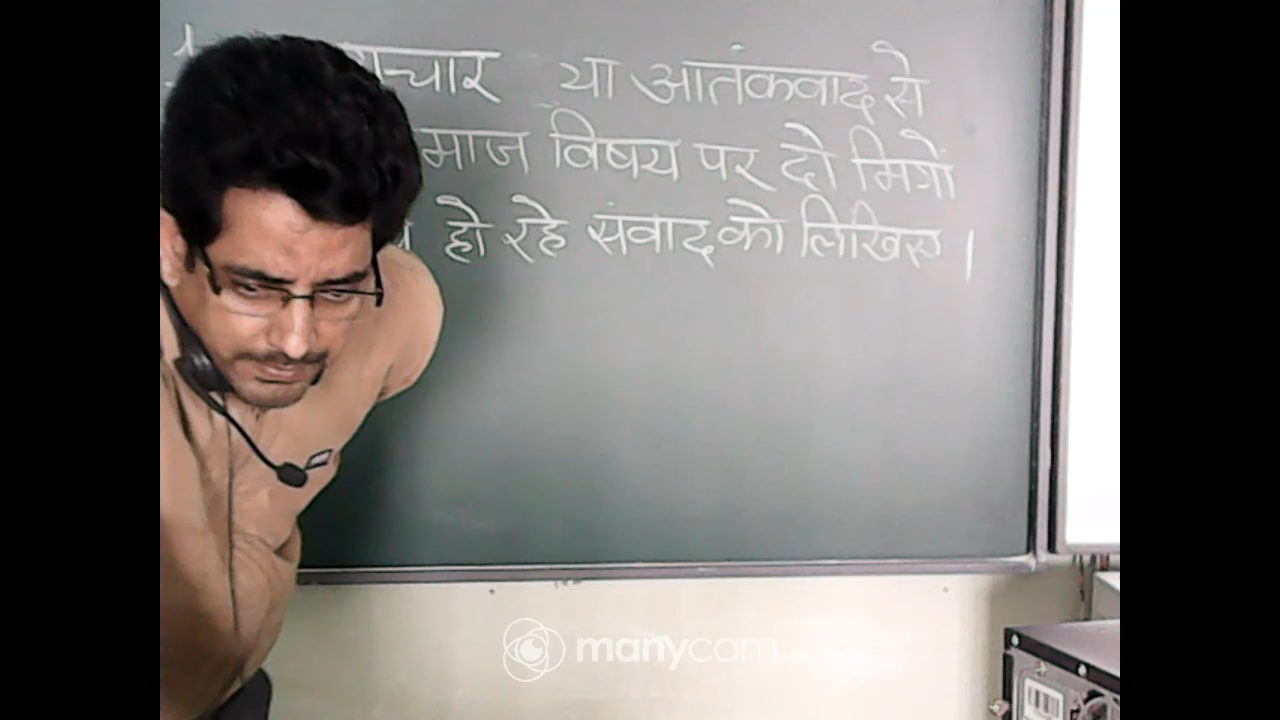 या आतंकवाद से
विषय पर दो मित्रों
हो रहे संवाद को लिखिए ।
manycam